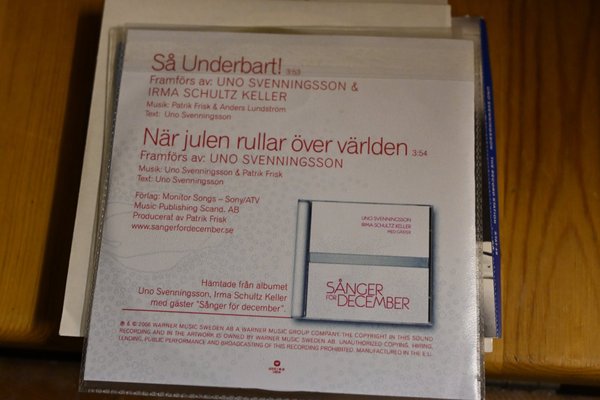 Så Underbart! 3:53
Framförs av: UNO SVENNINGSSON &
IRMA SCHULTZ KELLER
Musik: Patrik Frisk & Anders Lundström
Text: Uno Svenningsson
När julen rullar över världen 3:54
Framförs av: UNO SVENNINGSSON
Musik: Uno Svenningsson & Patrik Frisk
Text: Uno Svenningsson
Förlag: Monitor Songs – Sony/ATV
Music Publishing Scand. AB
Producerat av Patrik Frisk
www.sangerfordecember.se
UNO SVENNINGSSON
IRMA SCHULTZ KELLER
MED GÄSTER
SÅNGER
FÖR DECEMBER
Hämtade från albumet
Uno Svenningsson, Irma Schultz Keller
med gäster "Sånger för december".
℗ & © 2006 WARNER MUSIC SWEDEN AB A WARNER MUSIC GROUP COMPANY. THE COPYRIGHT IN THIS SOUND
RECORDING AND IN THE ARTWORK IS OWNED BY WARNER MUSIC SWEDEN AB. UNAUTHORIZED COPYING, HIRING,
LENDING, PUBLIC PERFORMANCE AND BROADCASTING OF THIS RECORDING PROHIBITED. MANUFACTURED IN THE E.U.